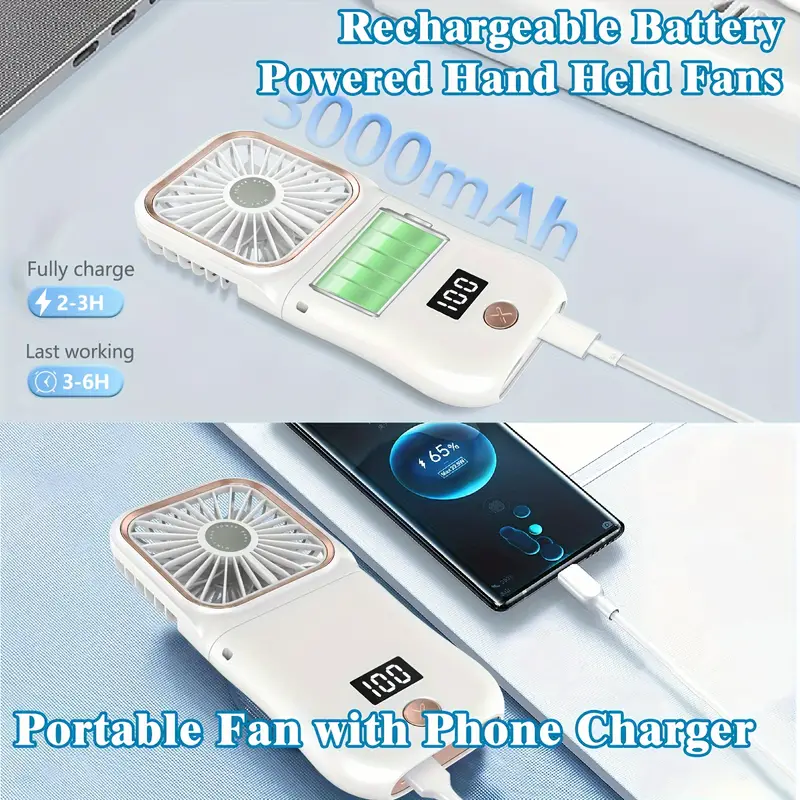 Rechargeable Battery
Powered Hand Held Fans
3000mAh
Fully charge
2-3H
100
Last working
3-6H
65%
100
Portable Fan with Phone Charger